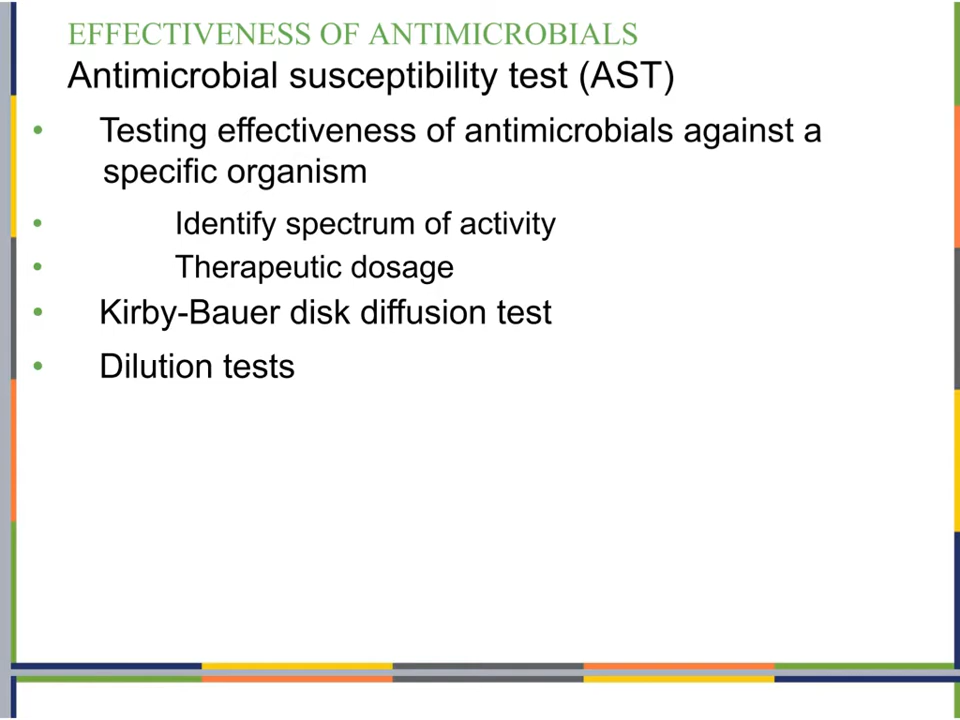 EFFECTIVENESS OF ANTIMICROBIALS
Antimicrobial susceptibility test (AST)
• Testing effectiveness of antimicrobials against a
specific organism
• Identify spectrum of activity
• Therapeutic dosage
• Kirby-Bauer disk diffusion test
• Dilution tests